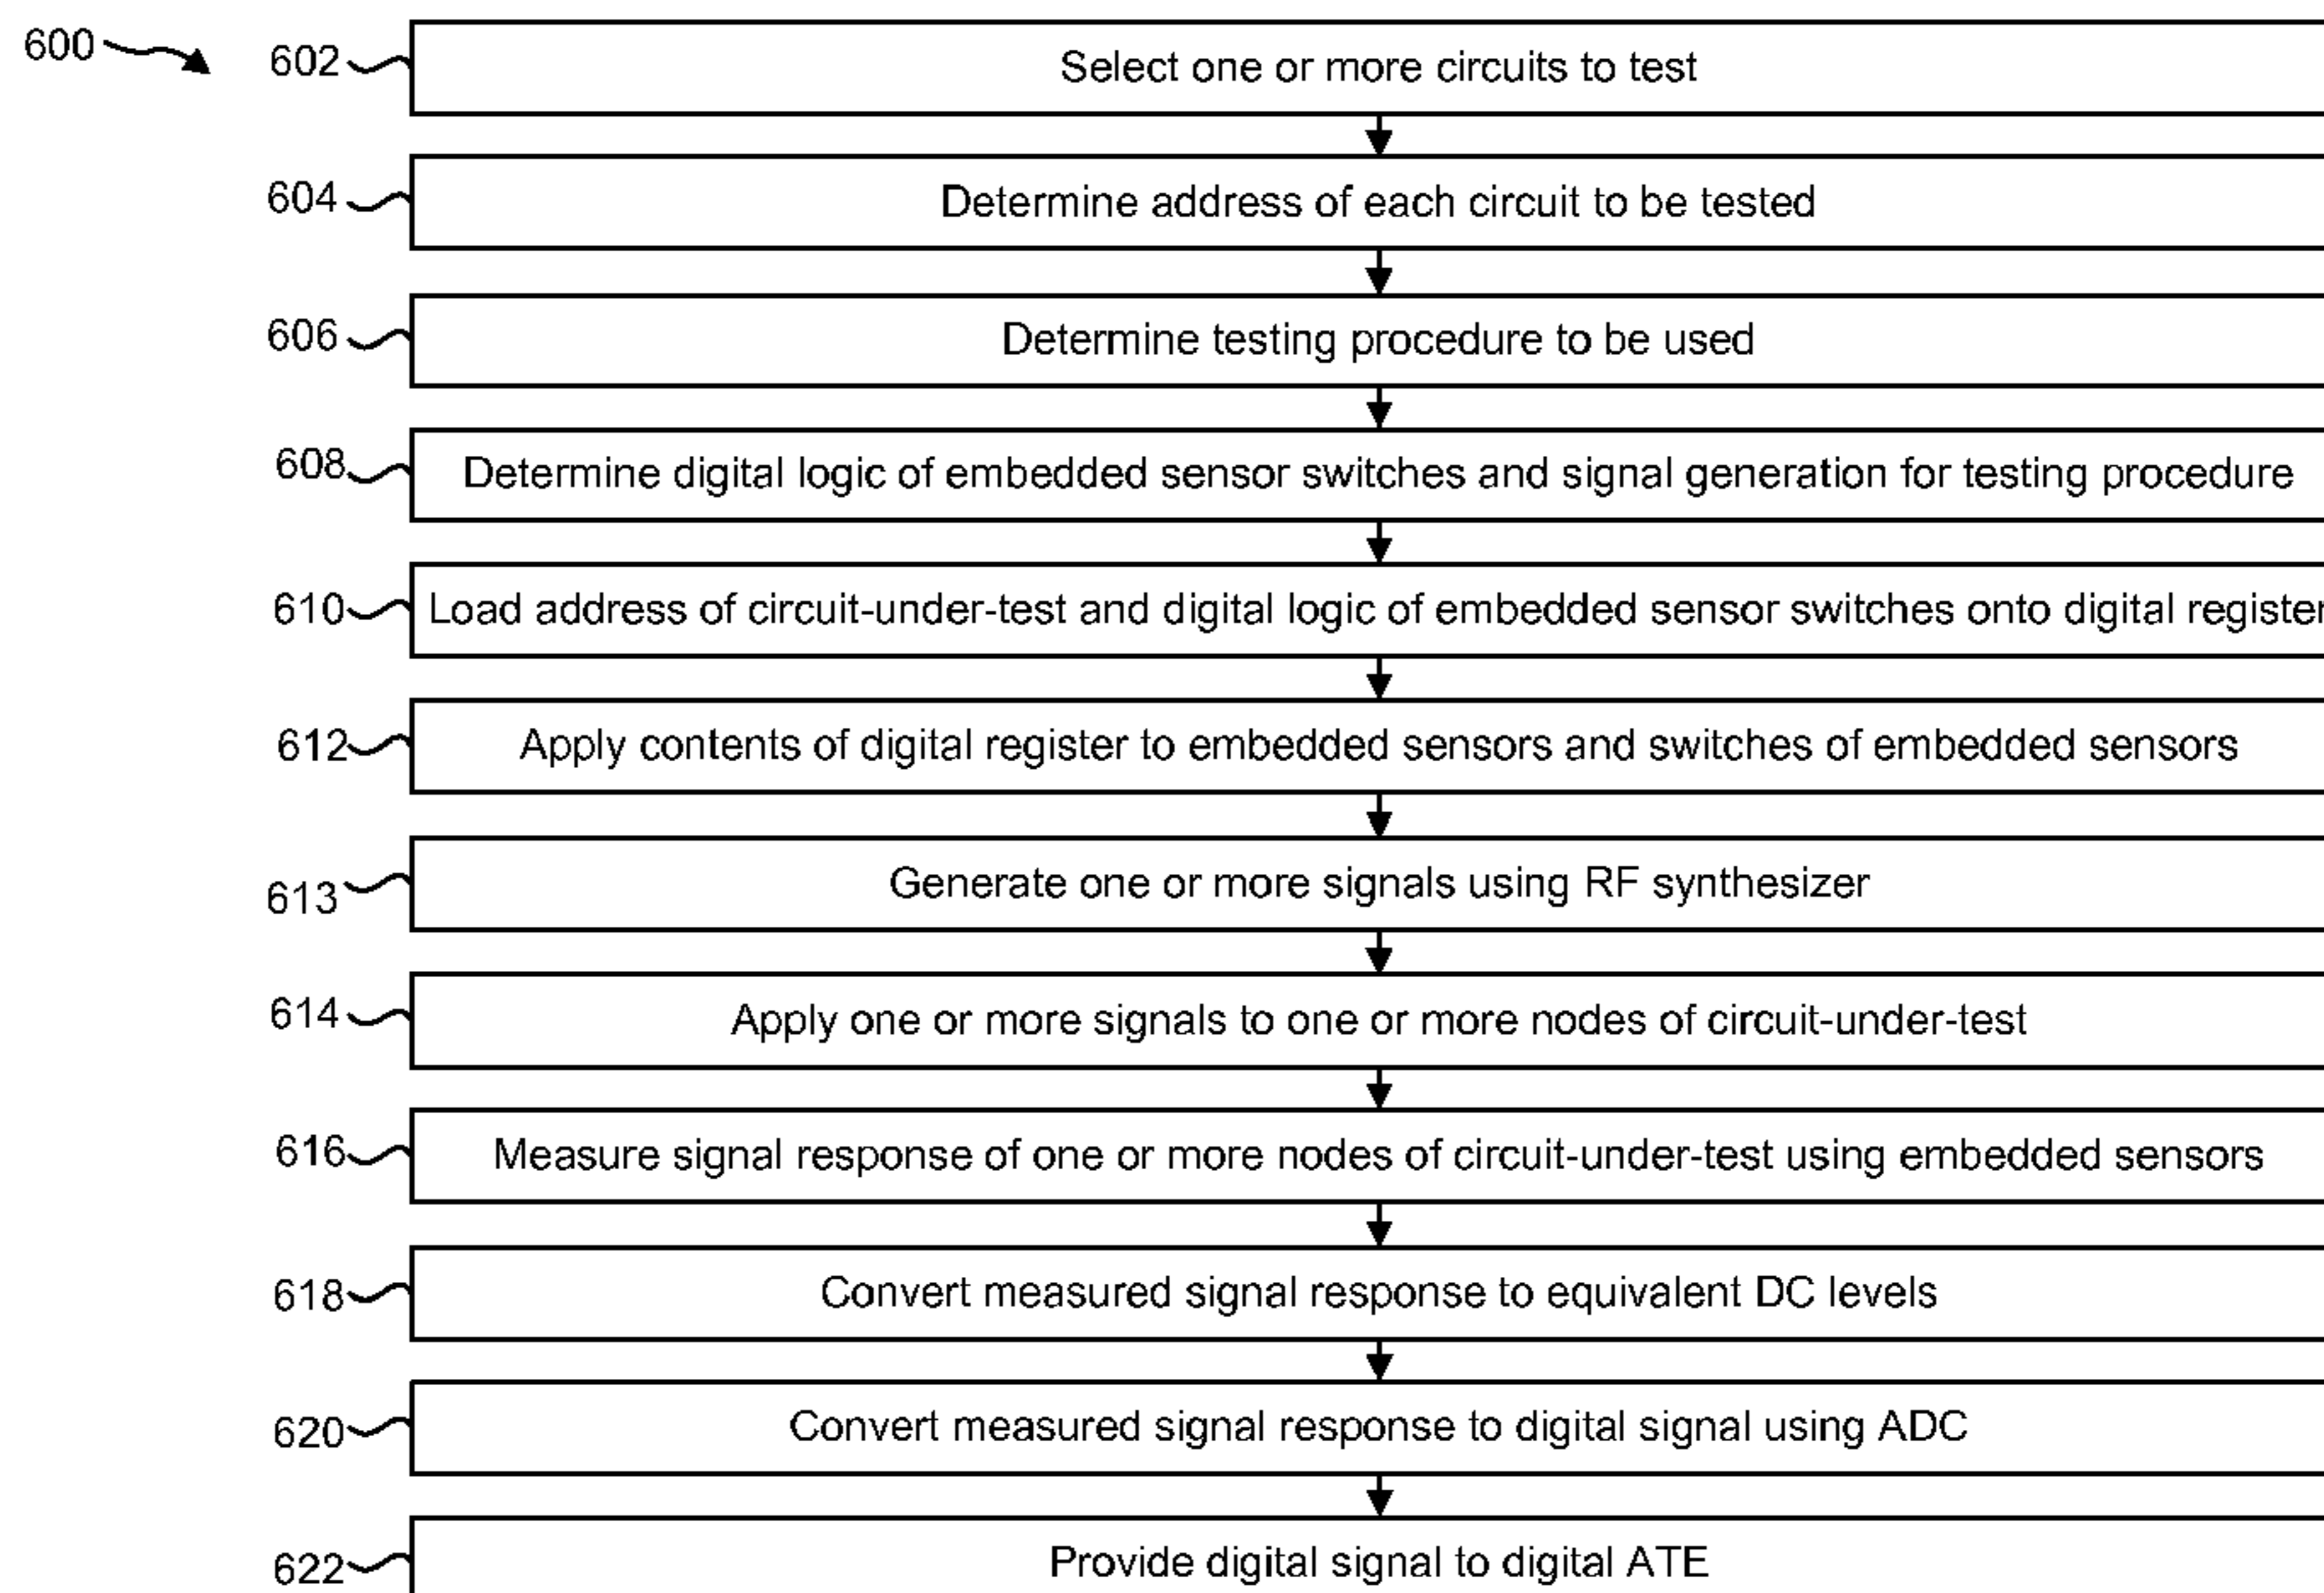 600
602 Select one or more circuits to test
604 Determine address of each circuit to be tested
606 Determine testing procedure to be used
608 Determine digital logic of embedded sensor switches and signal generation for testing procedure
610 Load address of circuit-under-test and digital logic of embedded sensor switches onto digital register
612 Apply contents of digital register to embedded sensors and switches of embedded sensors
613 Generate one or more signals using RF synthesizer
614 Apply one or more signals to one or more nodes of circuit-under-test
616 Measure signal response of one or more nodes of circuit-under-test using embedded sensors
618 Convert measured signal response to equivalent DC levels
620 Convert measured signal response to digital signal using ADC
622 Provide digital signal to digital ATE